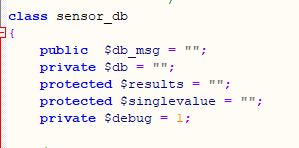 class sensor_db
{
public $db_msg = "";
private $db = "";
protected $results = "";
protected $singlevalue = "";
private $debug = 1;